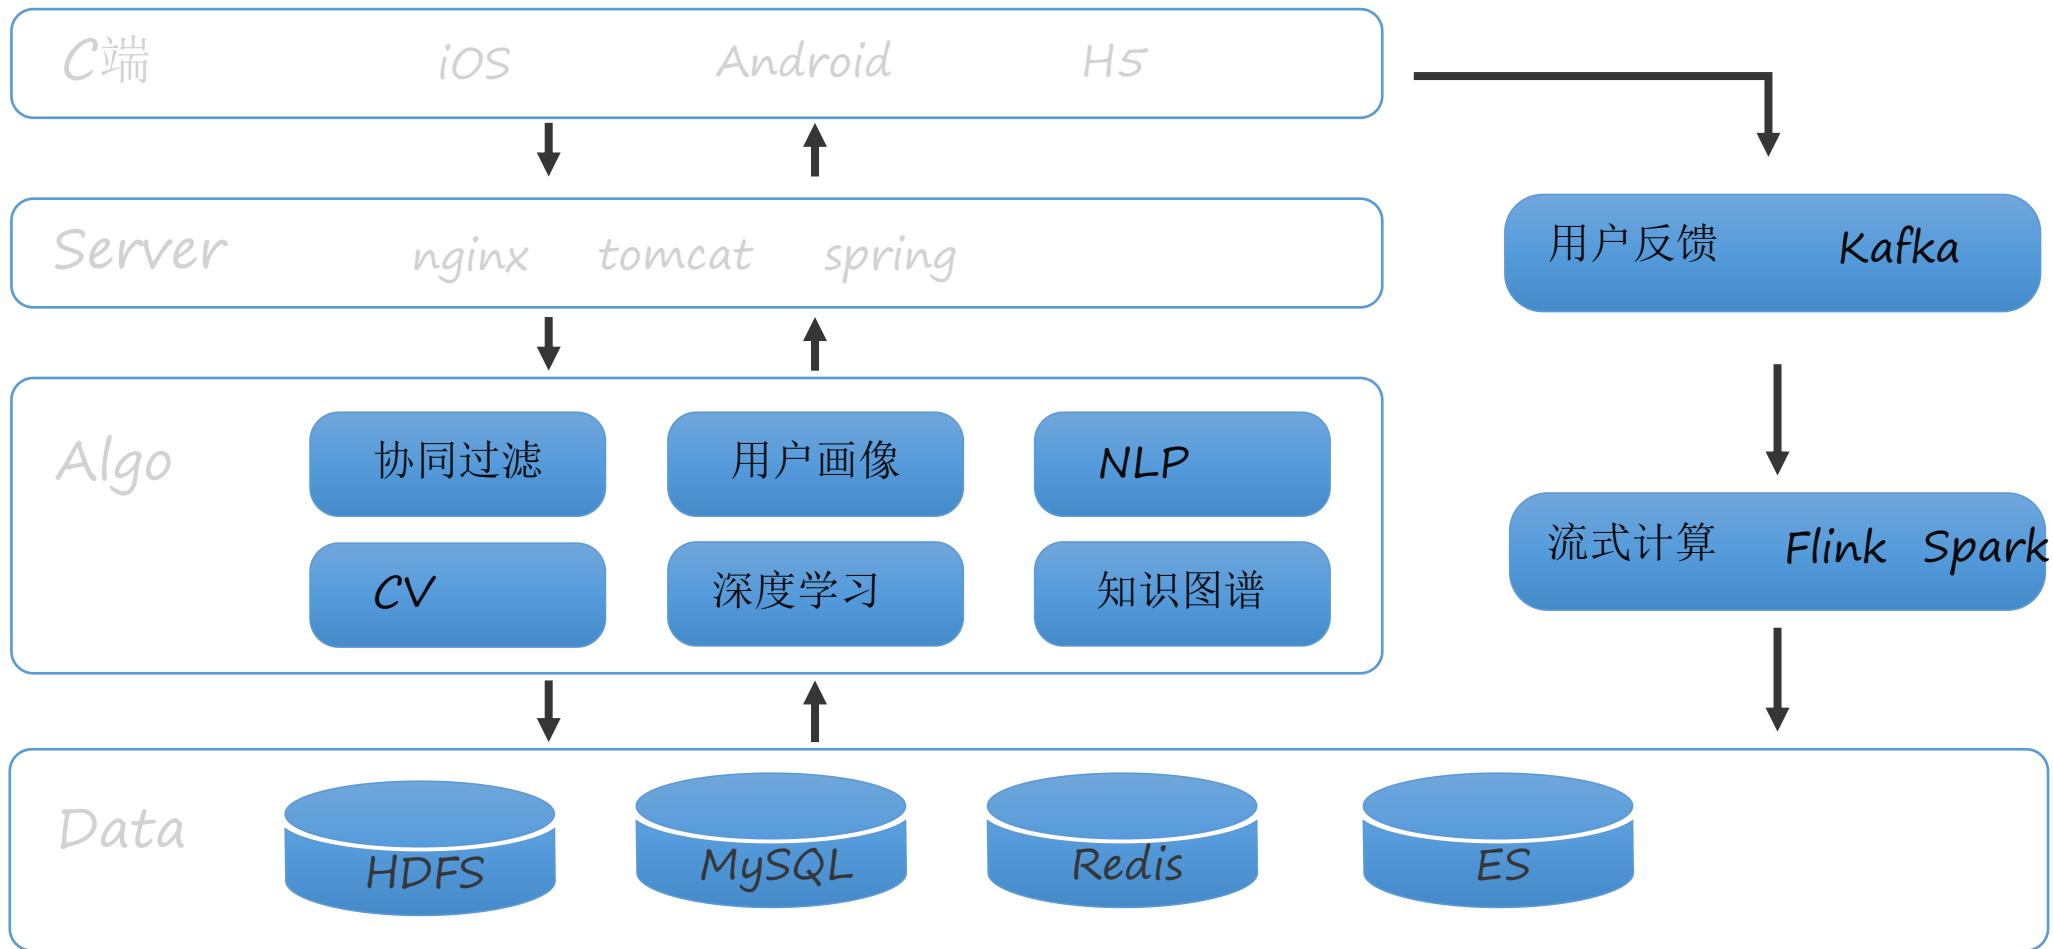 C端 iOS Android H5
Server nginx tomcat spring
用户反馈 Kafka
Algo
协同过滤 用户画像 NLP
CV 深度学习 知识图谱
流式计算 Flink Spark
Data
HDFS MySQL Redis ES